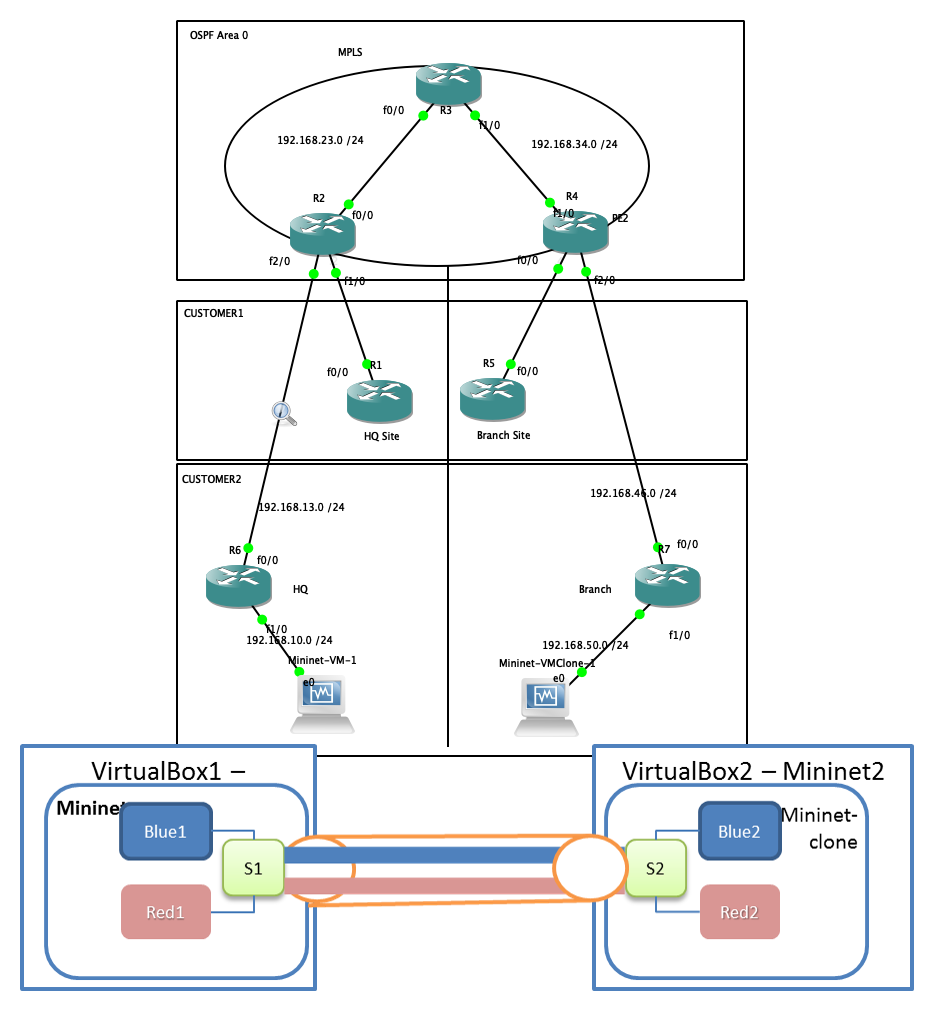 OSPF Area 0
MPLS
R3
f0/0
f1/0
192.168.23.0 /24
192.168.34.0 /24
R2
R4
f0/0
f1/0
PE2
f2/0
f1/0
f0/0
f2/0
CUSTOMER1
f0/0
R1
R5
f0/0
HQ Site
Branch Site
CUSTOMER2
192.168.13.0 /24
192.168.46.0 /24
R6
f0/0
R7
f0/0
HQ
Branch
f1/0
192.168.10.0 /24
f1/0
192.168.50.0 /24
Mininet-VM-1
e0
Mininet-VMClone-1
e0
VirtualBox1 –
VirtualBox2 – Mininet2
Mininet
Blue1
S1
Red1
Mininet-
clone
Blue2
S2
Red2